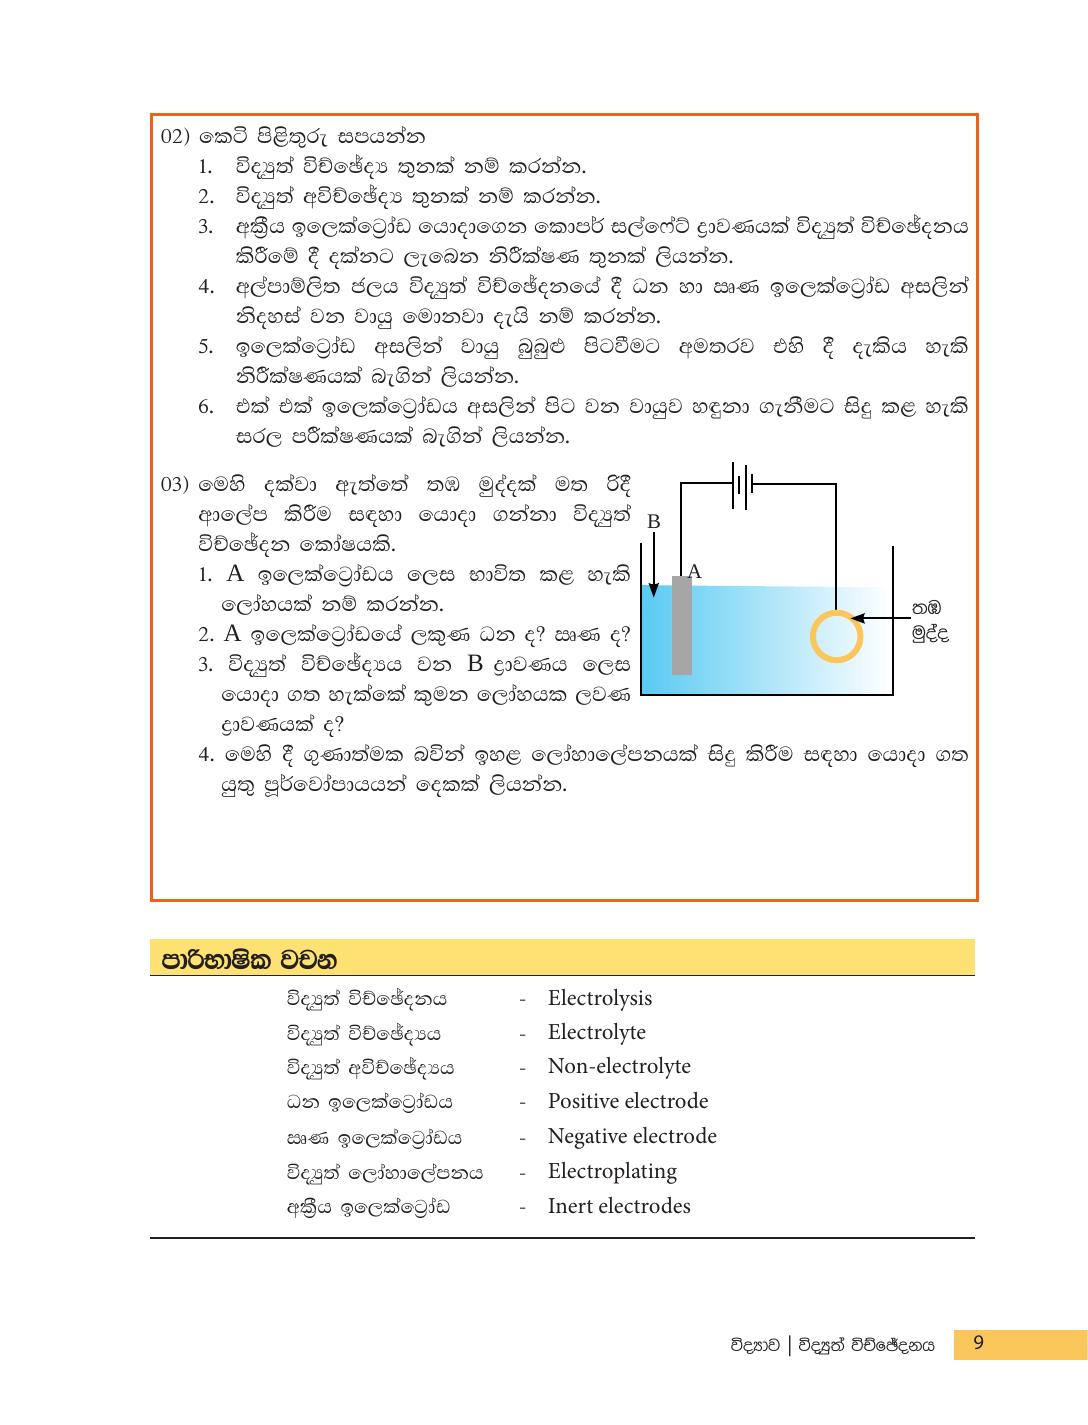 02) කෙටි පිළිතුරු සපයන්න
1. විද්‍යුත් විච්ඡේද්‍ය තුනක් නම් කරන්න.
2. විද්‍යුත් අවිච්ඡේද්‍ය තුනක් නම් කරන්න.
3. අක්‍රීය ඉලෙක්ට්‍රෝඩ යොදාගෙන කොපර් සල්ෆේට් ද්‍රාවණයක් විද්‍යුත් විච්ඡේදනය
කිරීමේ දී දක්නට ලැබෙන නිරීක්ෂණ තුනක් ලියන්න.
4. අල්පාම්ලිත ජලය විද්‍යුත් විච්ඡේදනයේ දී ධන හා ඍණ ඉලෙක්ට්‍රෝඩ අසලින්
නිදහස් වන වායු මොනවා දැයි නම් කරන්න.
5. ඉලෙක්ට්‍රෝඩ අසලින් වායු බුබුළු පිටවීමට අමතරව එහි දී දැකිය හැකි
නිරීක්ෂණයක් බැගින් ලියන්න.
6. එක් එක් ඉලෙක්ට්‍රෝඩය අසලින් පිට වන වායුව හඳුනා ගැනීමට සිදු කළ හැකි
සරල පරීක්ෂණයක් බැගින් ලියන්න.
03) මෙහි දක්වා ඇත්තේ තඹ මුද්දක් මත රිදී
ආලේප කිරීම සඳහා යොදා ගන්නා විද්‍යුත්
විච්ඡේදන කෝෂයකි.
1. A ඉලෙක්ට්‍රෝඩය ලෙස භාවිත කළ හැකි
ලෝහයක් නම් කරන්න.
2. A ඉලෙක්ට්‍රෝඩයේ ලකුණ ධන ද? ඍණ ද?
3. විද්‍යුත් විච්ඡේද්‍යය වන B ද්‍රාවණය ලෙස
යොදා ගත හැක්කේ කුමන ලෝහයක ලවණ
ද්‍රාවණයක් ද?
B
A
තඹ
මුද්ද
4. මෙහි දී ගුණාත්මක බවින් ඉහළ ලෝහාලේපනයක් සිදු කිරීම සඳහා යොදා ගත
යුතු පූර්වෝපායයන් දෙකක් ලියන්න.
පාරිභාෂික වචන
විද්‍යුත් විච්ඡේදනය - Electrolysis
විද්‍යුත් විච්ඡේද්‍යය - Electrolyte
විද්‍යුත් අවිච්ඡේද්‍යය - Non-electrolyte
ධන ඉලෙක්ට්‍රෝඩය - Positive electrode
ඍණ ඉලෙක්ට්‍රෝඩය - Negative electrode
විද්‍යුත් ලෝහාලේපනය - Electroplating
අක්‍රීය ඉලෙක්ට්‍රෝඩ - Inert electrodes
විද්‍යාව | විද්‍යුත් විච්ඡේදනය 9